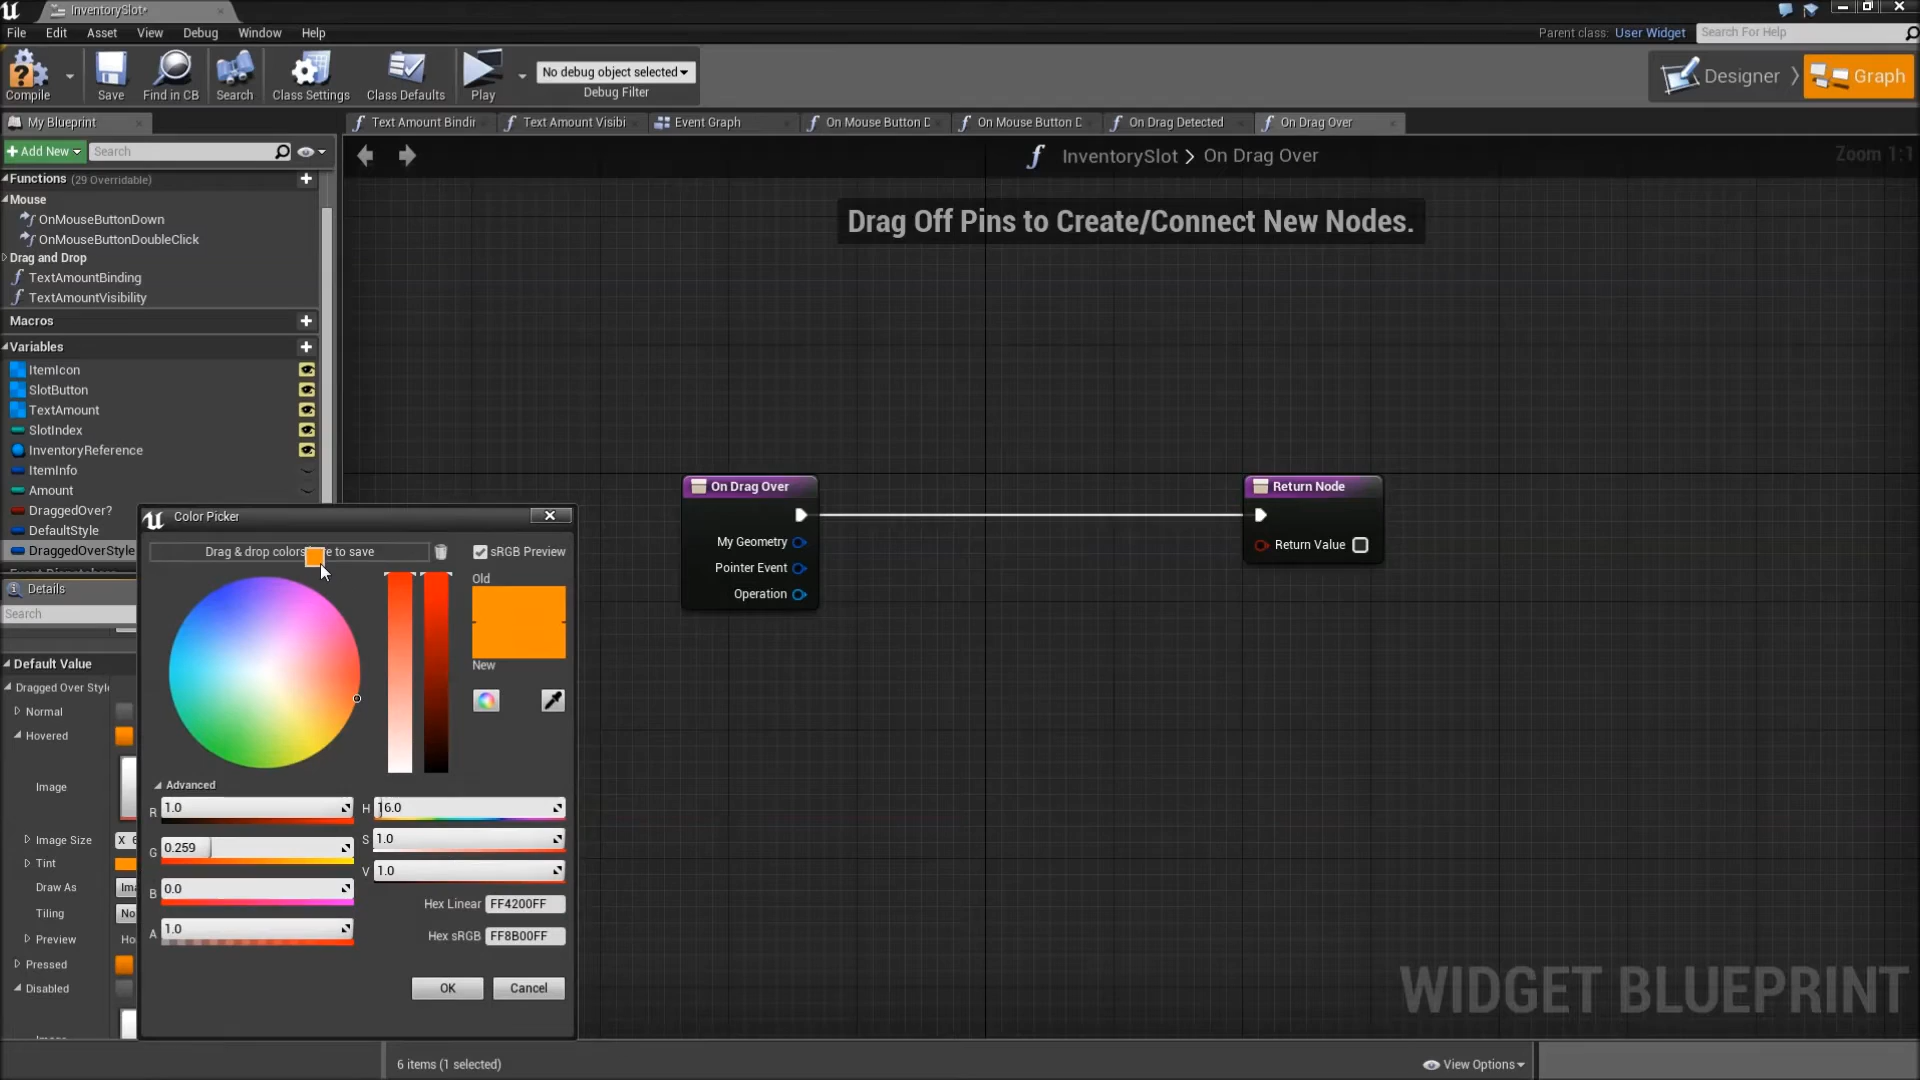 InventorySlot*
File Edit Asset View Debug Window Help
Parent class: User Widget Search For Help
Compile Save Find in CB Search Class Settings Class Defaults Play
No debug object selected
Debug Filter
Designer Graph
My Blueprint
Text Amount Bindir Text Amount Visibi Event Graph On Mouse Button D On Mouse Button D On Drag Detected On Drag Over
Add New Search
InventorySlot > On Drag Over
Zoom 1:1
Functions (29 Overridable)
Drag Off Pins to Create/Connect New Nodes.
Mouse
OnMouseButtonDown
OnMouseButtonDoubleClick
Drag and Drop
TextAmountBinding
TextAmountVisibility
Macros
Variables
ItemIcon
SlotButton
TextAmount
SlotIndex
InventoryReference
ItemInfo
Amount
DraggedOver?
DefaultStyle
DraggedOverStyle
On Drag Over
My Geometry
Pointer Event
Operation
Return Node
Return Value
Color Picker
Drag & drop colors to save
sRGB Preview
Old
New
Advanced
R 1.0
G 0.259
B 0.0
A 1.0
H 16.0
S 1.0
V 1.0
Hex Linear FF4200FF
Hex sRGB FF8B00FF
OK Cancel
Details
Search
Default Value
Dragged Over Styl
Normal
Hovered
Image
Image Size X 6
Tint
Draw As Ima
Tiling No
Preview Ho
Pressed
Disabled
WIDGET BLUEPRINT
6 items (1 selected)
View Options